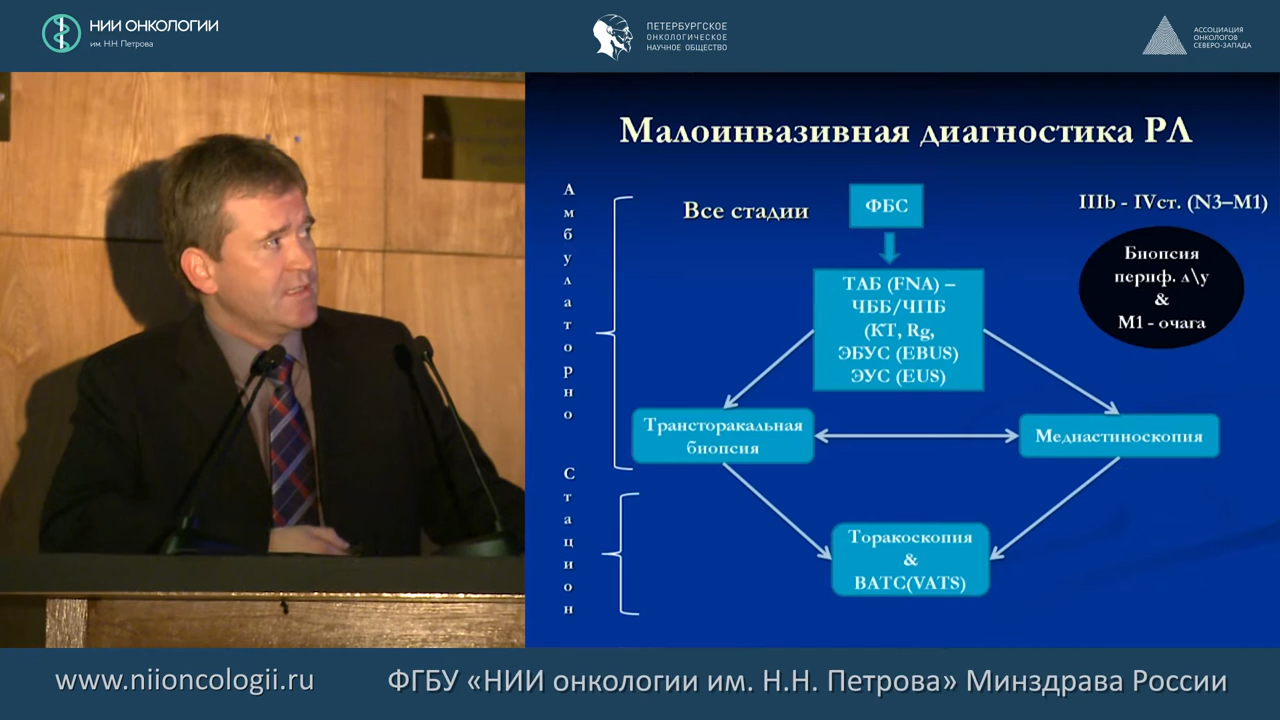 НИИ ОНКОЛОГИИ
им. Н.Н. Петрова
ПЕТЕРБУРГСКОЕ
ОНКОЛОГИЧЕСКОЕ
НАУЧНОЕ ОБЩЕСТВО
АССОЦИАЦИЯ
ОНКОЛОГОВ
СЕВЕРО-ЗАПАДА
Малоинвазивная диагностика РЛ
Амбулаторно
Все стадии
ФБС
IIIb - IVст. (N3–M1)
Биопсия
периф. л\у
&
М1 - очага
ТАБ (FNA) –
ЧББ/ЧПБ
(КТ, Rg,
ЭБУС (EBUS)
ЭУС (EUS)
Трансторакальная
биопсия
Медиастиноскопия
Стацион
Торакоскопия
&
ВАТС(VATS)
www.niioncologii.ru
ФГБУ «НИИ онкологии им. Н.Н. Петрова» Минздрава России